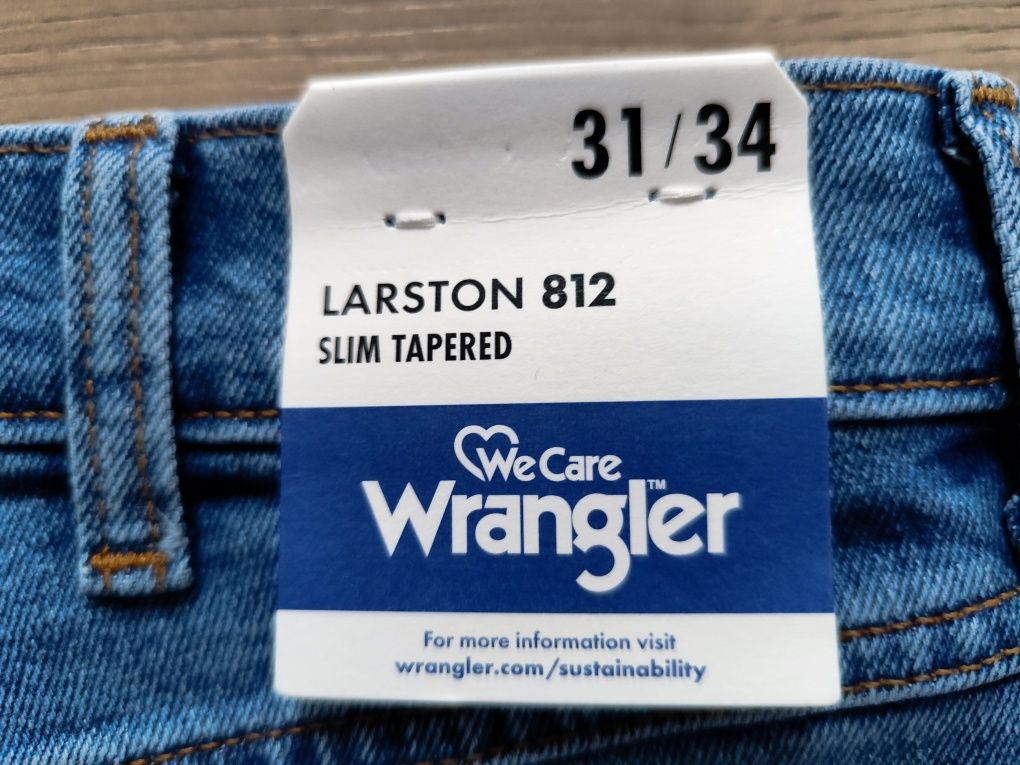 31/34
LARSTON 812
SLIM TAPERED
We Care
Wrangler™
For more information visit
wrangler.com/sustainability